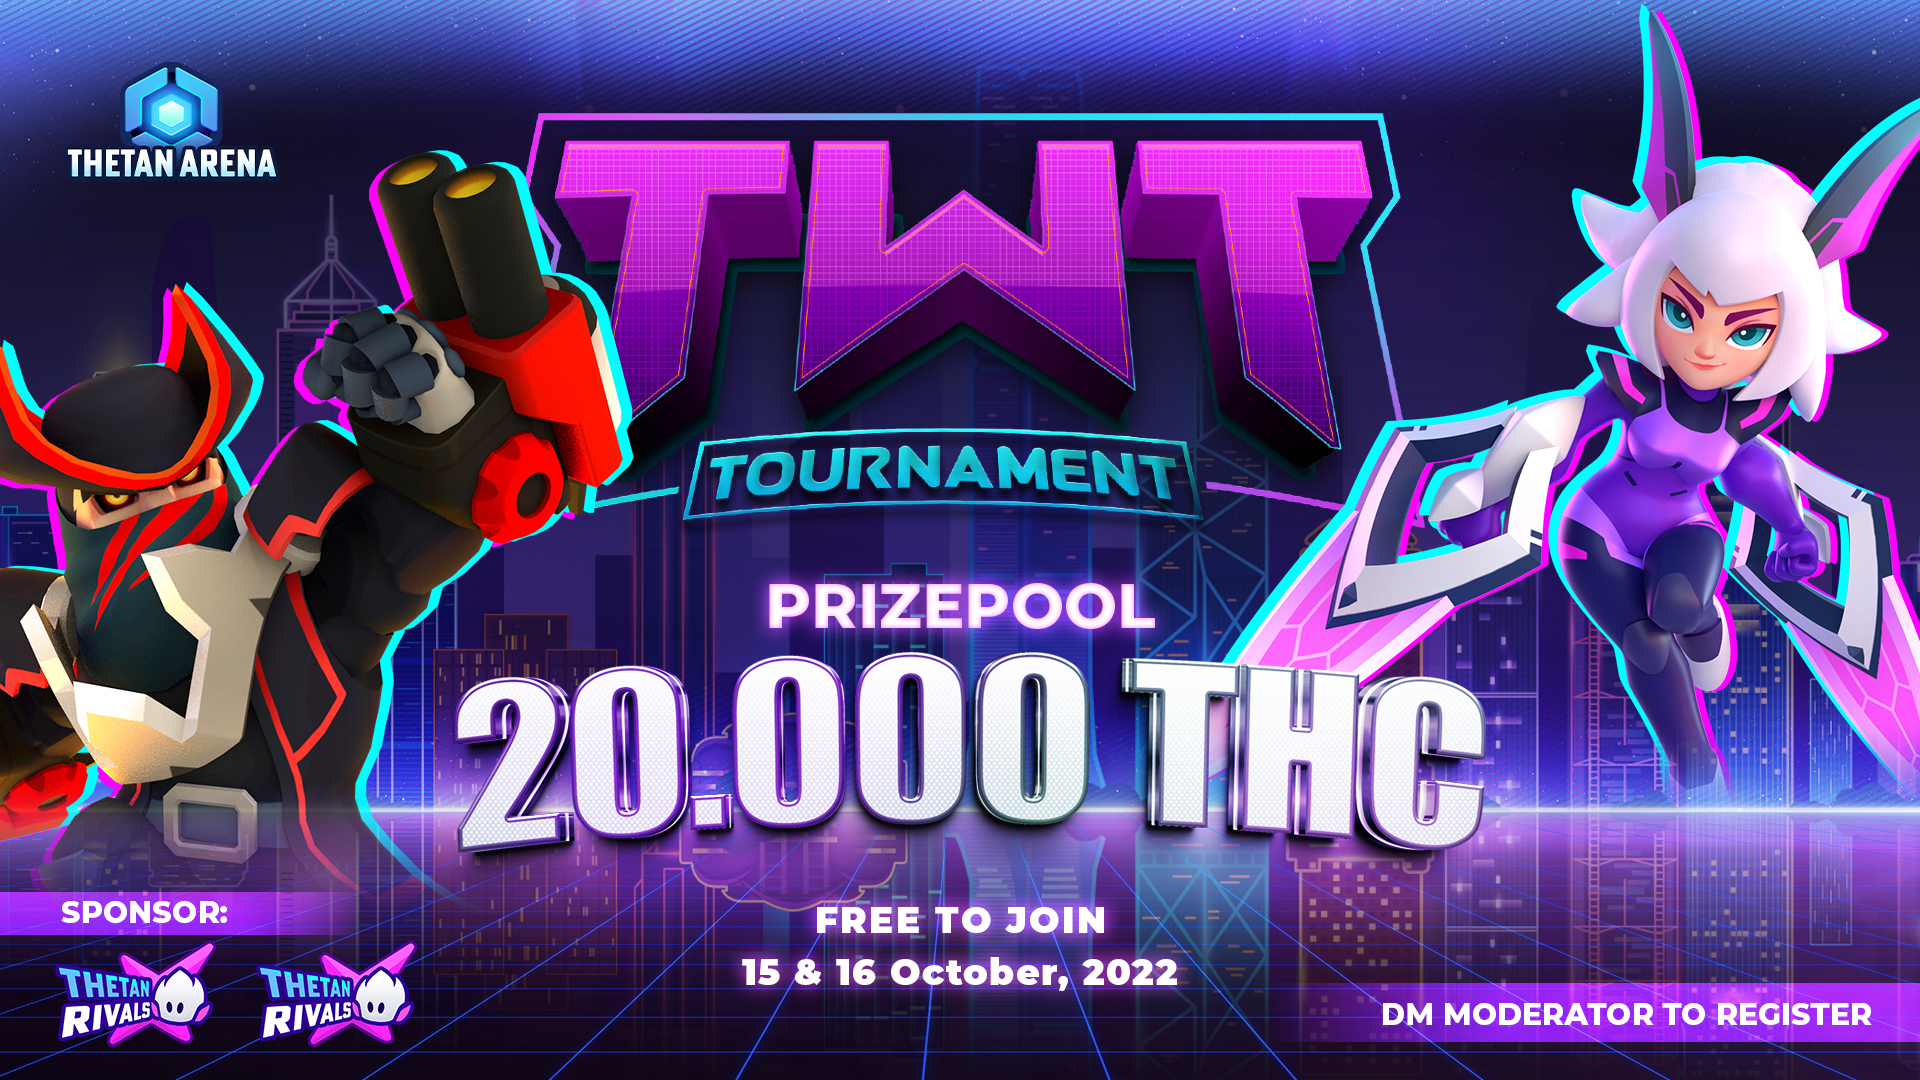 THETAN ARENA
TWT
TOURNAMENT
PRIZEPOOL
20.000 THC
FREE TO JOIN
15 & 16 October, 2022
SPONSOR:
THETAN
RIVALS
THETAN
RIVALS
DM MODERATOR TO REGISTER